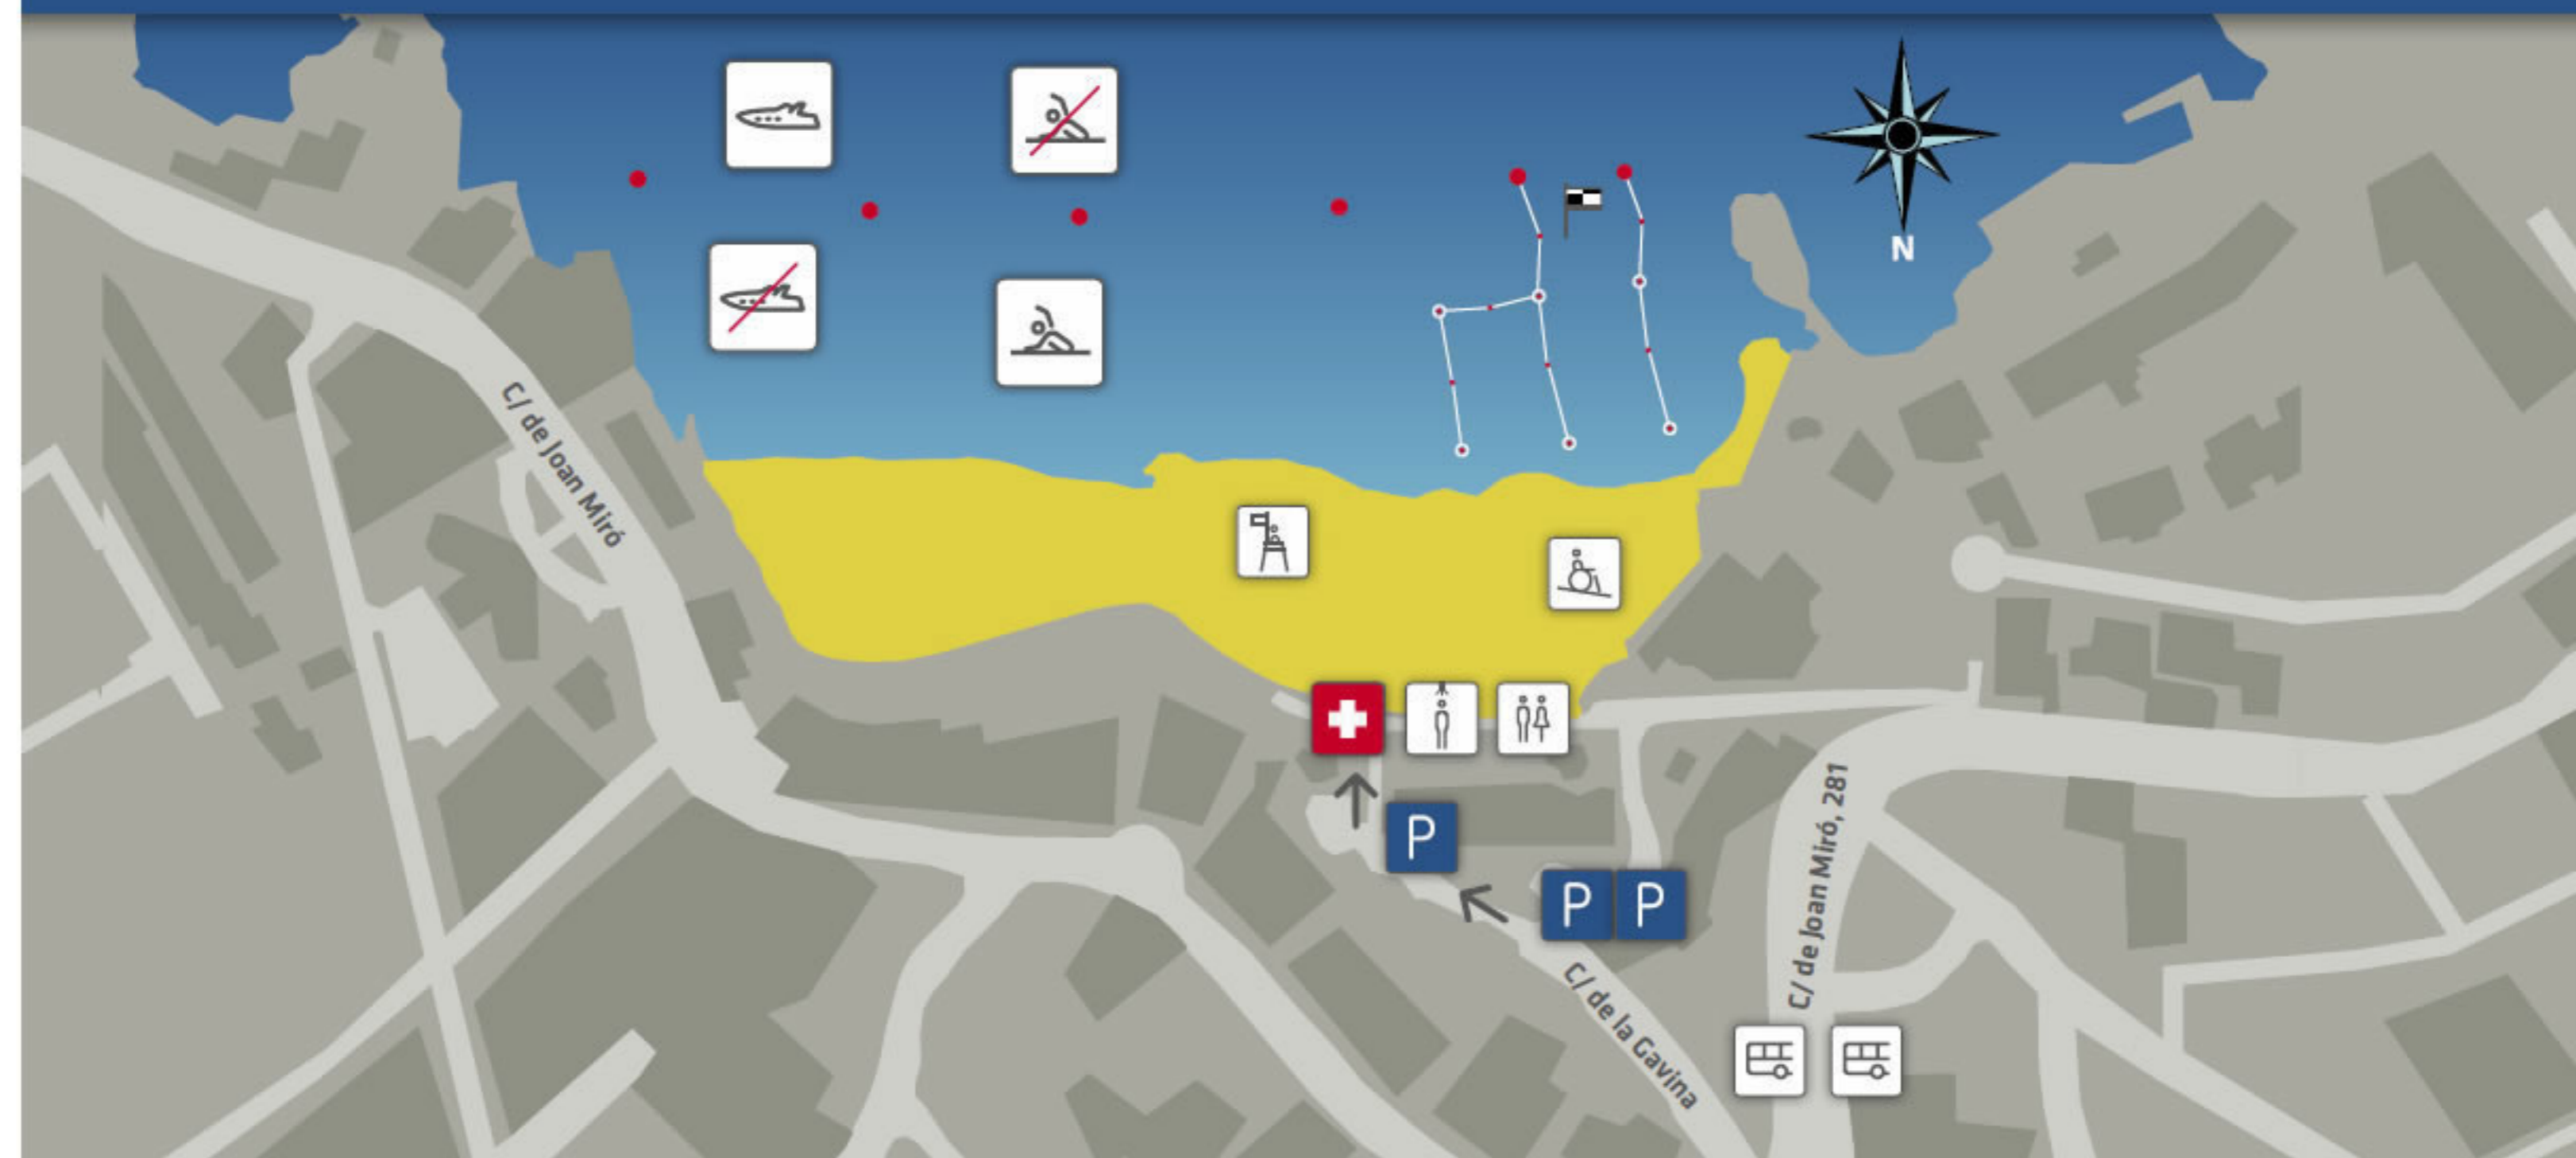 N
C/ de Joan Miró
P
P P
C/ de Joan Miró, 281
C/ de la Gavina